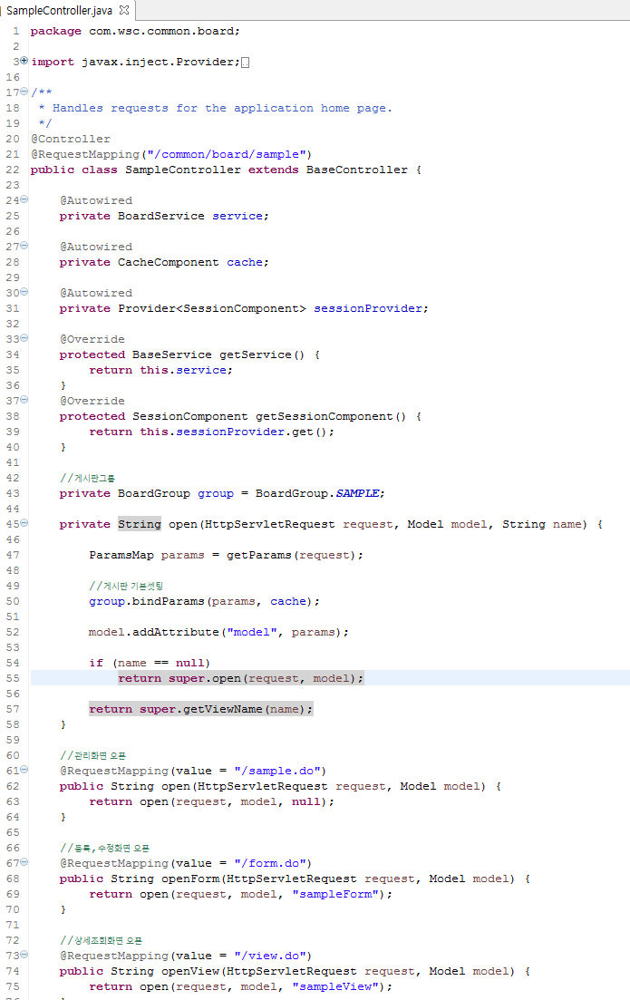 SampleController.java
1 package com.wsc.common.board;
2
3 import javax.inject.Provider;
16
17 /**
18  * Handles requests for the application home page.
19  */
20 @Controller
21 @RequestMapping("/common/board/sample")
22 public class SampleController extends BaseController {
23
24     @Autowired
25     private BoardService service;
26
27     @Autowired
28     private CacheComponent cache;
29
30     @Autowired
31     private Provider<SessionComponent> sessionProvider;
32
33     @Override
34     protected BaseService getService() {
35         return this.service;
36     }
37     @Override
38     protected SessionComponent getSessionComponent() {
39         return this.sessionProvider.get();
40     }
41
42     //게시판그룹
43     private BoardGroup group = BoardGroup.SAMPLE;
44
45     private String open(HttpServletRequest request, Model model, String name) {
46
47         ParamsMap params = getParams(request);
48
49         //게시판 기본셋팅
50         group.bindParams(params, cache);
51
52         model.addAttribute("model", params);
53
54         if (name == null)
55             return super.open(request, model);
56
57         return super.getViewName(name);
58     }
59
60     //관리화면 오픈
61     @RequestMapping(value = "/sample.do")
62     public String open(HttpServletRequest request, Model model) {
63         return open(request, model, null);
64     }
65
66     //등록,수정화면 오픈
67     @RequestMapping(value = "/form.do")
68     public String openForm(HttpServletRequest request, Model model) {
69         return open(request, model, "sampleForm");
70     }
71
72     //상세조회화면 오픈
73     @RequestMapping(value = "/view.do")
74     public String openView(HttpServletRequest request, Model model) {
75         return open(request, model, "sampleView");